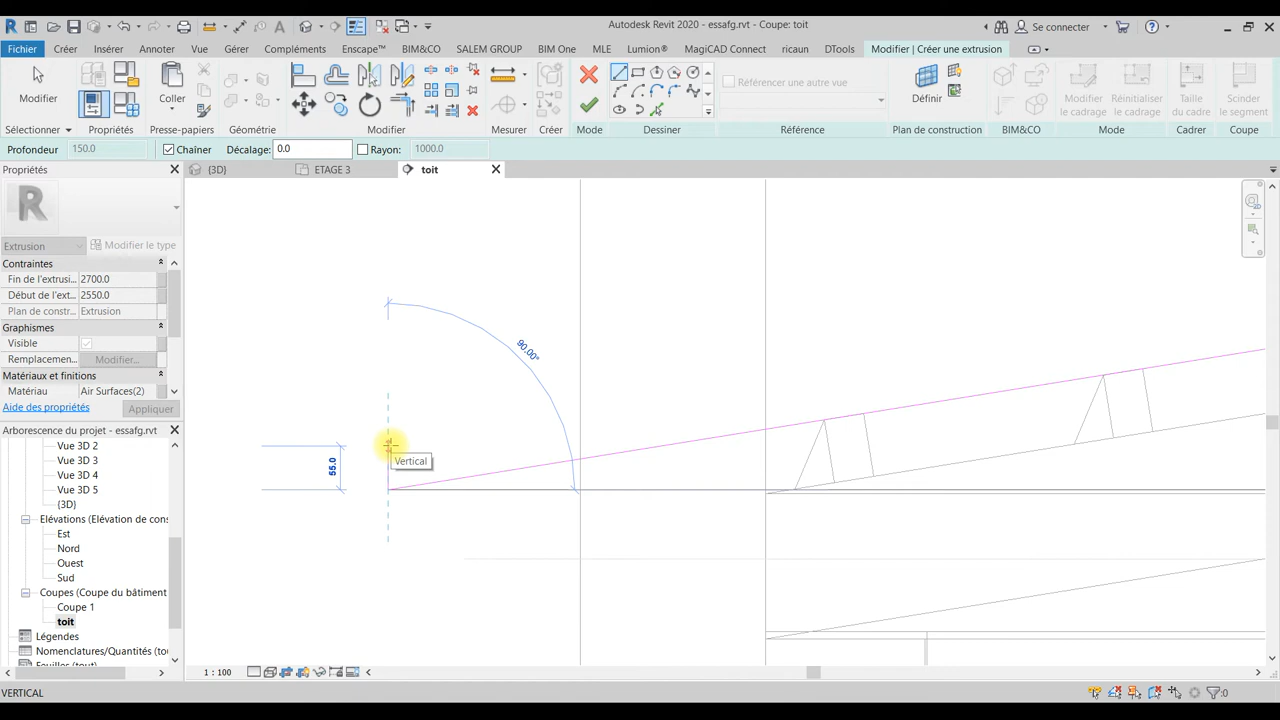 Autodesk Revit 2020 - essafg.rvt - Coupe: toit
Se connecter
Fichier Créer Insérer Annoter Vue Gérer Compléments Enscape™ BIM&CO SALEM GROUP BIM One MLE Lumion® MagiCAD Connect ricaun DTools Modifier | Créer une extrusion
Modifier
Coller
Référencer une autre vue
Définir
Modifier le cadrage
Réinitialiser le cadrage
Taille du cadre
Scinder le segment
Sélectionner Propriétés Presse-papiers Géométrie Modifier Mesurer Créer Mode Dessiner Référence Plan de construction BIM&CO Mode Cadrer Coupe
Profondeur 150.0 Chaîner Décalage: 0.0 Rayon: 1000.0
Propriétés
{3D}
ETAGE 3
toit
R
Extrusion
Modifier le type
Contraintes
Fin de l'extrusi... 2700.0
Début de l'ext... 2550.0
Plan de constr... Extrusion
Graphismes
Visible
Remplacemen... Modifier...
Matériaux et finitions
Matériau Air Surfaces(2)
Aide des propriétés
Appliquer
Arborescence du projet - essafg.rvt
Vue 3D 2
Vue 3D 3
Vue 3D 4
Vue 3D 5
{3D}
Elévations (Elévation de cons
Est
Nord
Ouest
Sud
Coupes (Coupe du bâtiment
Coupe 1
toit
Légendes
Nomenclatures/Quantités (tou
Feuilles (tout)
90.00°
55.0
Vertical
1 : 100
VERTICAL
:0